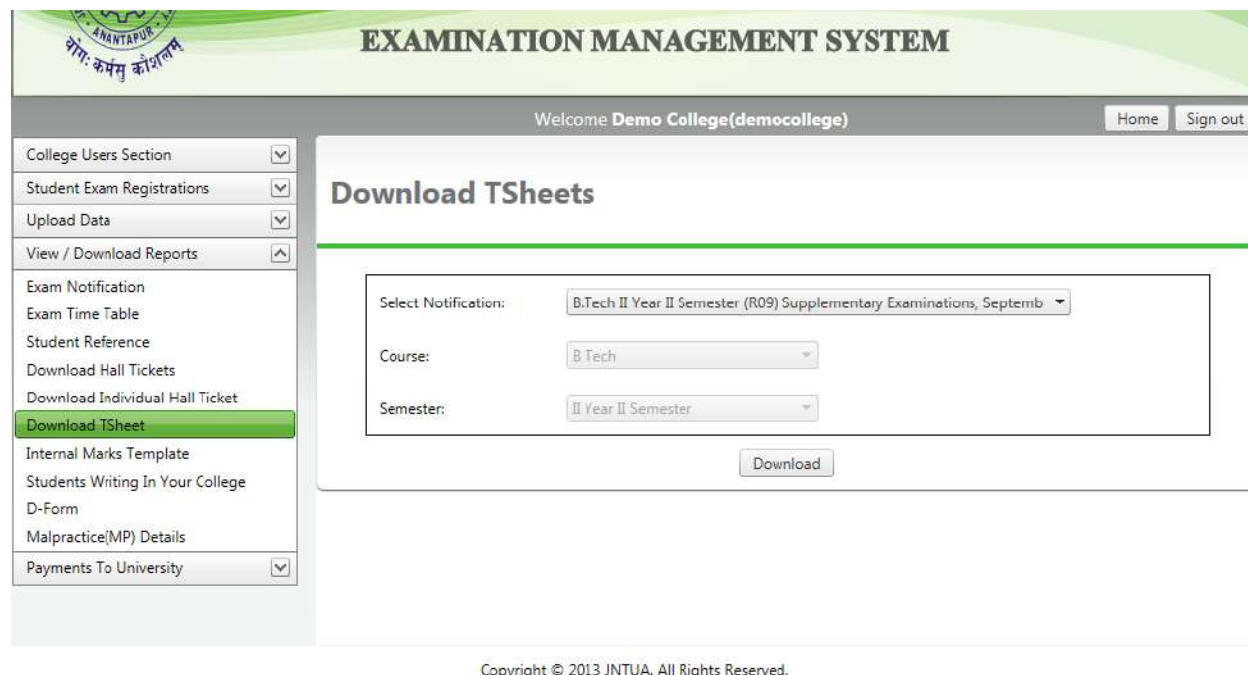 ANANTAPUR
योग: कर्मसु कौशलम्
EXAMINATION MANAGEMENT SYSTEM
Welcome Demo College(democollege)
Home
Sign out
College Users Section
Student Exam Registrations
Upload Data
View / Download Reports
Exam Notification
Exam Time Table
Student Reference
Download Hall Tickets
Download Individual Hall Ticket
Download TSheet
Internal Marks Template
Students Writing In Your College
D-Form
Malpractice(MP) Details
Payments To University
Download TSheets
Select Notification: B.Tech II Year II Semester (R09) Supplementary Examinations, Septemb
Course: B Tech
Semester: II Year II Semester
Download
Copyright © 2013 JNTUA. All Rights Reserved.